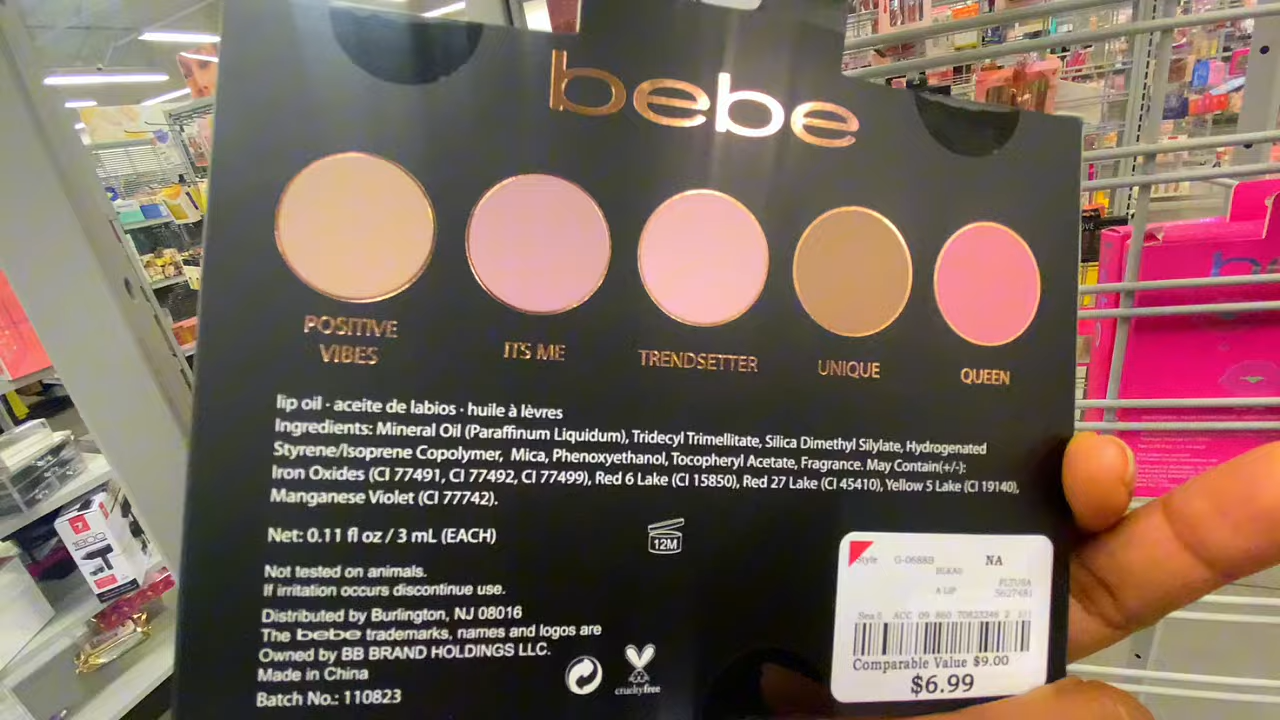 bebe
POSITIVE
VIBES
IT'S ME
TRENDSETTER
UNIQUE
QUEEN
lip oil · aceite de labios · huile à lèvres
Ingredients: Mineral Oil (Paraffinum Liquidum), Tridecyl Trimellitate, Silica Dimethyl Silylate, Hydrogenated
Styrene/Isoprene Copolymer, Mica, Phenoxyethanol, Tocopheryl Acetate, Fragrance. May Contain(+/-):
Iron Oxides (CI 77491, CI 77492, CI 77499), Red 6 Lake (CI 15850), Red 27 Lake (CI 45410), Yellow 5 Lake (CI 19140),
Manganese Violet (CI 77742).
Net: 0.11 fl oz / 3 mL (EACH)
12M
Not tested on animals.
If irritation occurs discontinue use.
Distributed by Burlington, NJ 08016
The bebe trademarks, names and logos are
Owned by BB BRAND HOLDINGS LLC.
Made in China
Batch No.: 110823
crueltyfree
Style G-0688B NA
A LIP
5627481
Comparable Value $9.00
$6.99